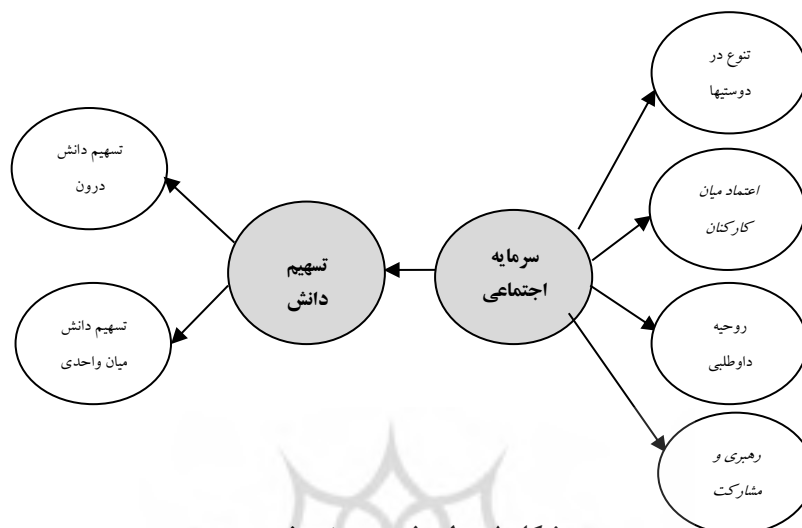 تنوع در
دوستیها
اعتماد میان
کارکنان
روحیه
داوطلبی
رهبری و
مشارکت
سرمایه
اجتماعی
تسهیم
دانش
تسهیم دانش
درون
تسهیم دانش
میان واحدی